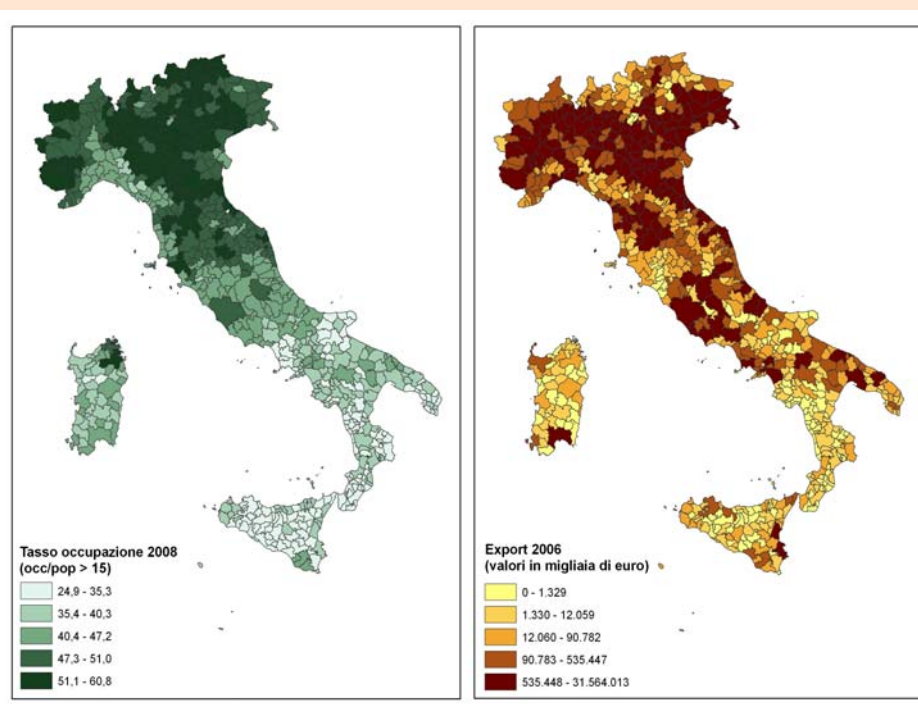 Tasso occupazione 2008
(occ/pop > 15)
24,9 - 35,3
35,4 - 40,3
40,4 - 47,2
47,3 - 51,0
51,1 - 60,8
Export 2006
(valori in migliaia di euro)
0 - 1.329
1.330 - 12.059
12.060 - 90.782
90.783 - 535.447
535.448 - 31.564.013